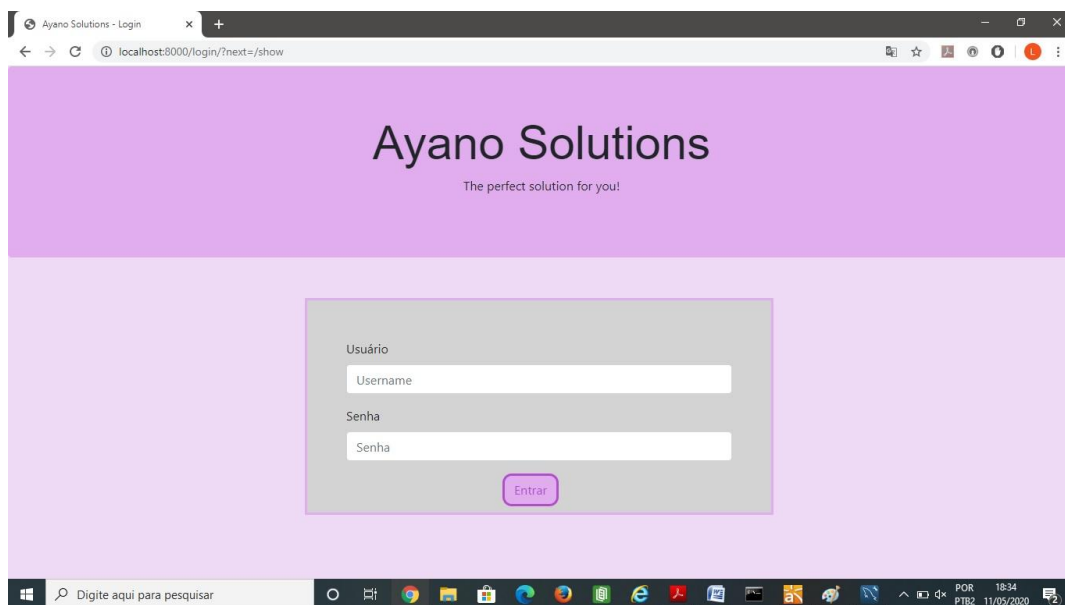 Ayano Solutions - Login
localhost:8000/login/?next=/show
L
Ayano Solutions
The perfect solution for you!
Usuário
Username
Senha
Senha
Entrar
Digite aqui para pesquisar
POR
PTB2
18:34
11/05/2020
2